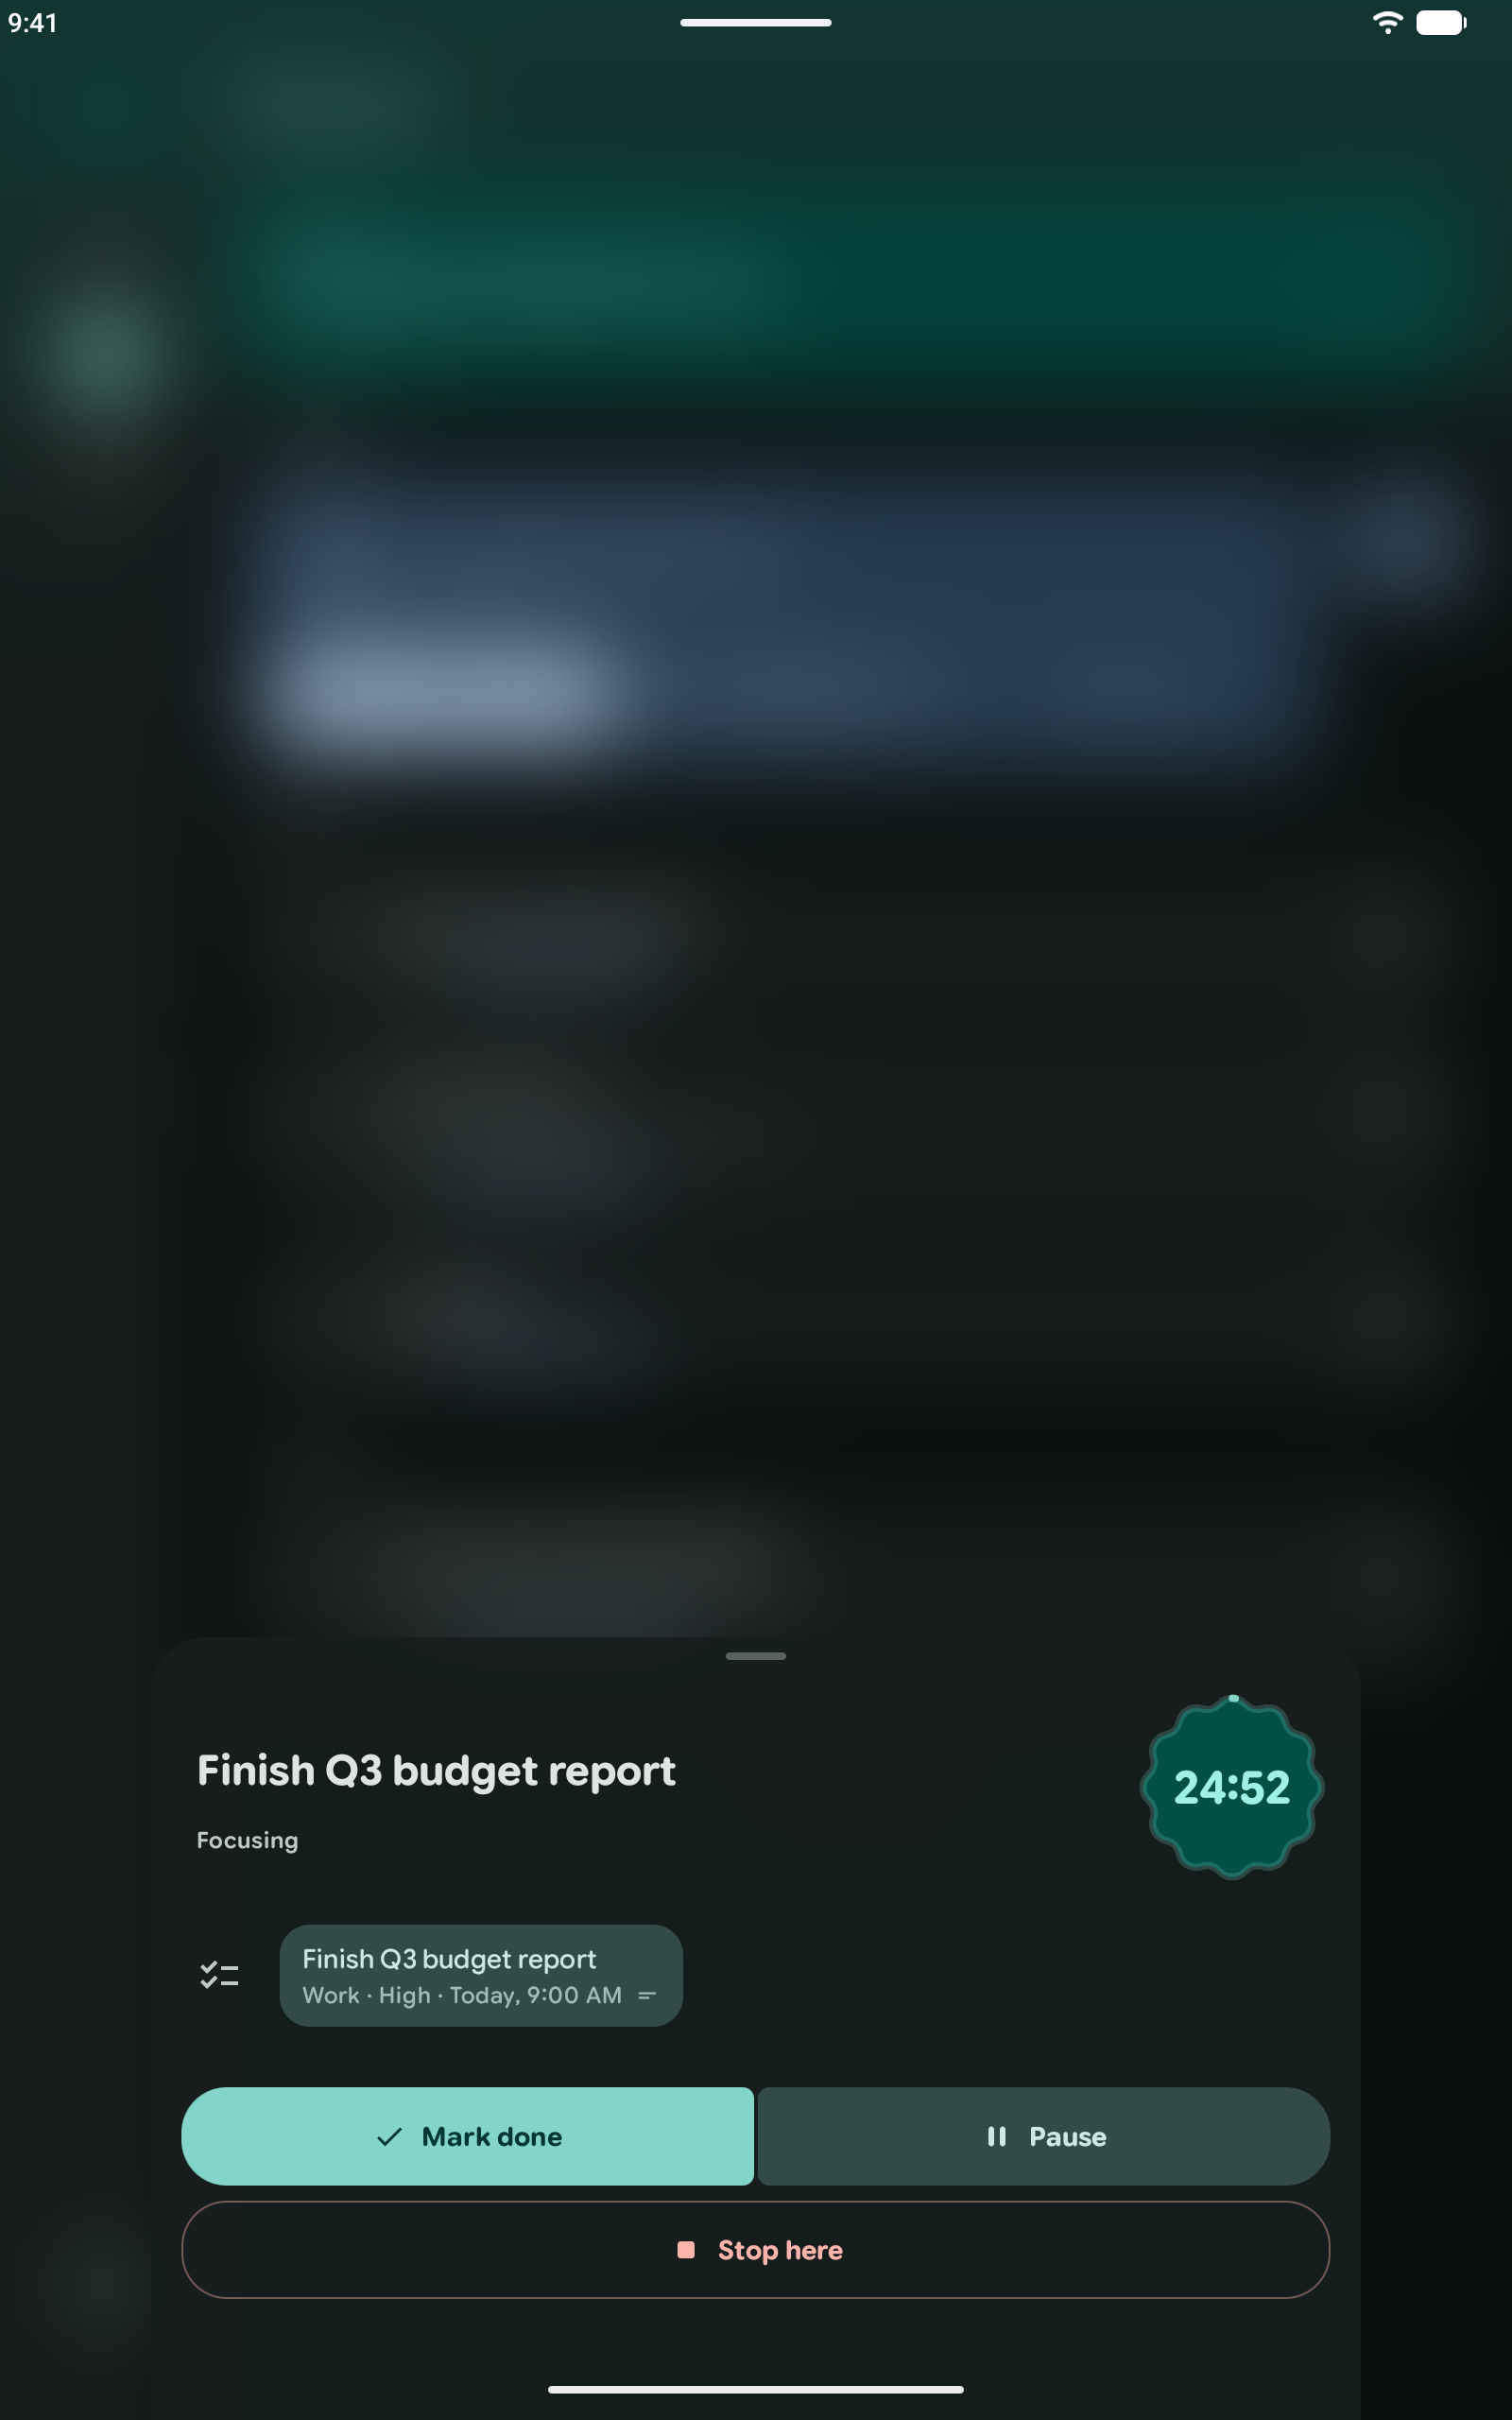 9:41
Finish Q3 budget report
24:52
Focusing
Finish Q3 budget report
Work · High · Today, 9:00 AM
Mark done
Pause
Stop here